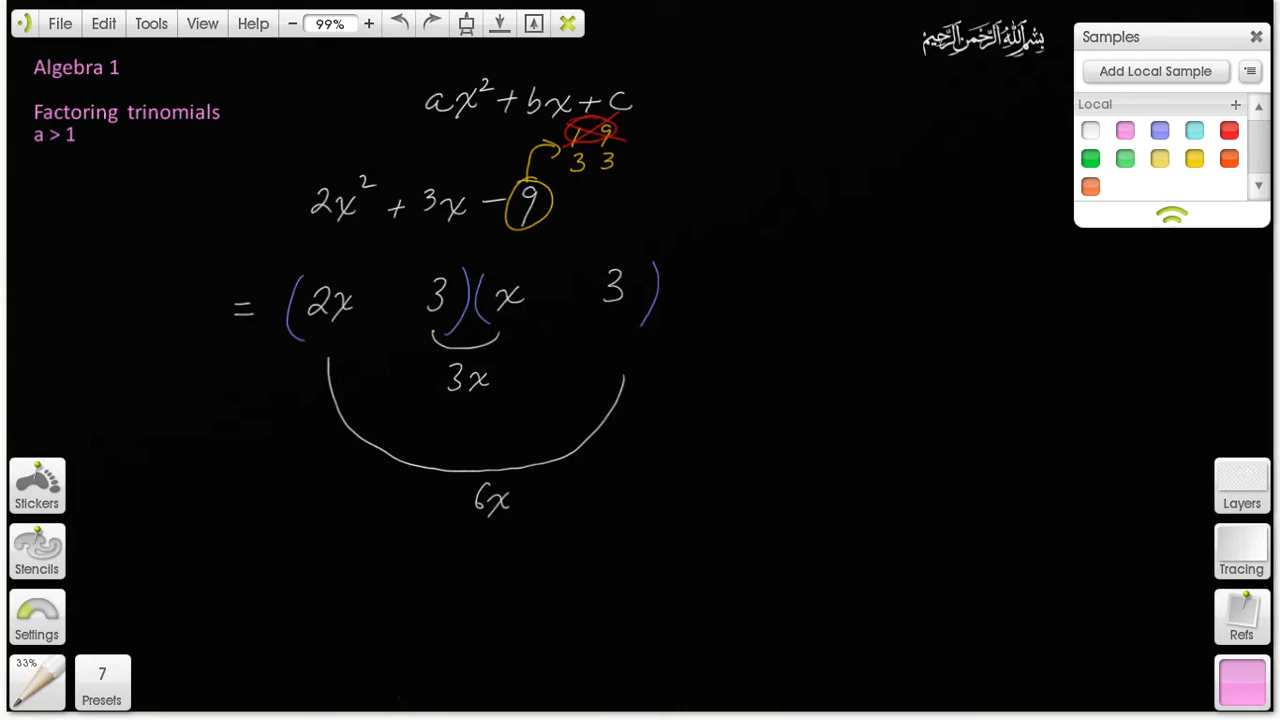 File Edit Tools View Help − 99% +
بسم الله الرحمن الرحيم
Samples
Add Local Sample
Local +
Algebra 1
Factoring trinomials
a > 1
ax² + bx + c
1 9
3 3
2x² + 3x − 9
= (2x 3)(x 3)
3x
6x
Stickers
Stencils
Settings
33%
7
Presets
Layers
Tracing
Refs